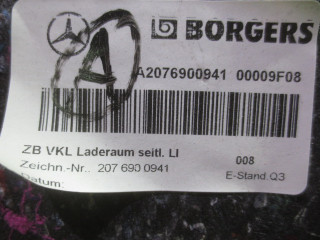 BORGERS
A
A2076900941 00009F08
ZB VKL Laderaum seitl. LI
008
Zeichn.-Nr.. 207 690 0941
E-Stand.Q3
Datum: